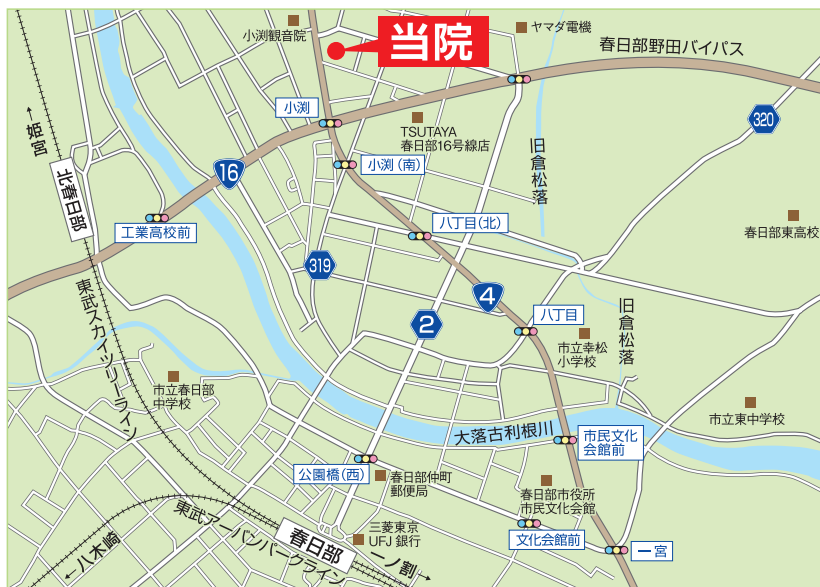 小渕観音院
当院
ヤマダ電機
春日部野田バイパス
小渕
TSUTAYA
春日部16号線店
320
←姫宮
北春日部
16
小渕（南）
旧倉松落
工業高校前
八丁目（北）
春日部東高校
319
東武スカイツリーライン
4
2
八丁目
旧倉松落
市立幸松
小学校
市立春日部
中学校
市立東中学校
大落古利根川
市民文化
会館前
公園橋（西）
春日部仲町
郵便局
春日部市役所
市民文化会館
東武アーバンパークライン
春日部
三菱東京
UFJ 銀行
文化会館前
一宮
←八木崎
一ノ割→